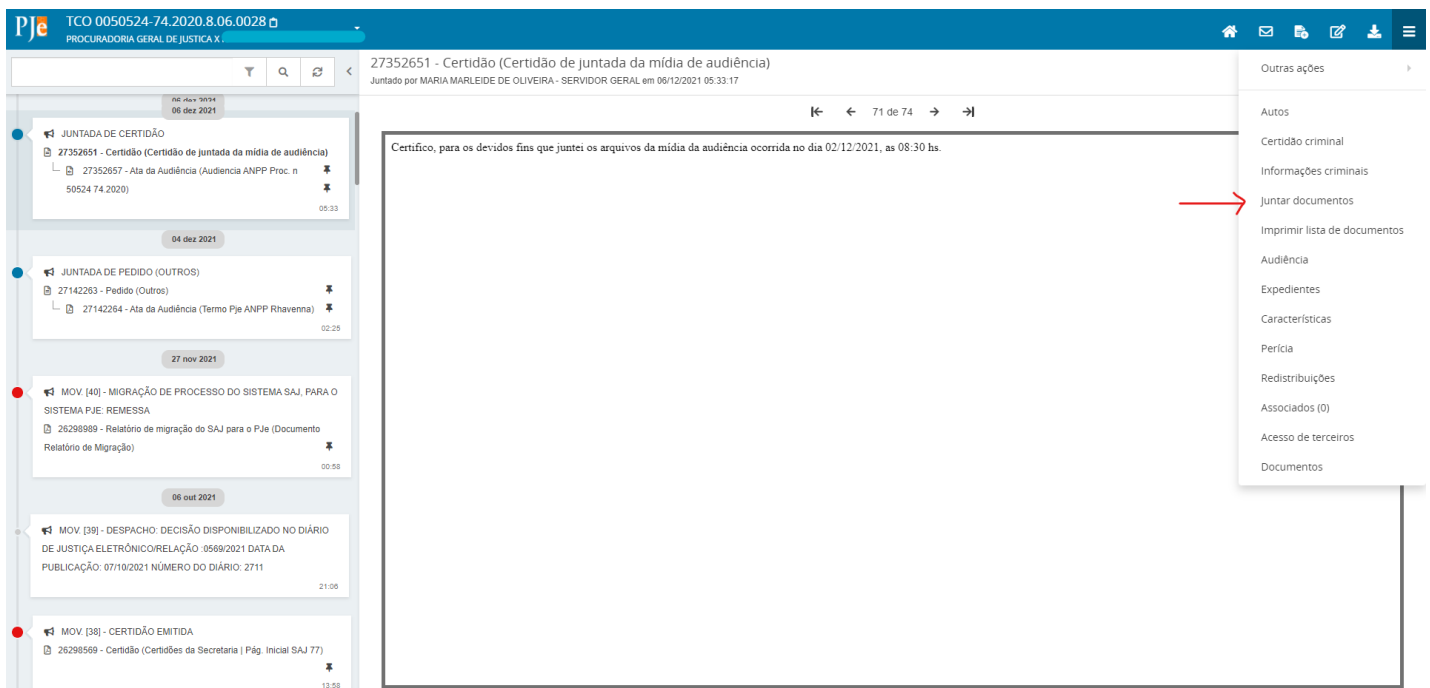 PJe
TCO 0050524-74.2020.8.06.0028
PROCURADORIA GERAL DE JUSTICA X
27352651 - Certidão (Certidão de juntada da mídia de audiência)
Juntado por MARIA MARLEIDE DE OLIVEIRA - SERVIDOR GERAL em 06/12/2021 05:33:17
71 de 74
Certifico, para os devidos fins que juntei os arquivos da mídia da audiência ocorrida no dia 02/12/2021, as 08:30 hs.
06 dez 2021
06 dez 2021
JUNTADA DE CERTIDÃO
27352651 - Certidão (Certidão de juntada da mídia de audiência)
27352657 - Ata da Audiência (Audiencia ANPP Proc. n
50524 74.2020)
05:33
04 dez 2021
JUNTADA DE PEDIDO (OUTROS)
27142263 - Pedido (Outros)
27142264 - Ata da Audiência (Termo Pje ANPP Rhavenna)
02:25
27 nov 2021
MOV. [40] - MIGRAÇÃO DE PROCESSO DO SISTEMA SAJ, PARA O
SISTEMA PJE: REMESSA
26298989 - Relatório de migração do SAJ para o PJe (Documento
Relatório de Migração)
00:58
06 out 2021
MOV. [39] - DESPACHO: DECISÃO DISPONIBILIZADO NO DIÁRIO
DE JUSTIÇA ELETRÔNICO/RELAÇÃO :0569/2021 DATA DA
PUBLICAÇÃO: 07/10/2021 NÚMERO DO DIÁRIO: 2711
21:06
MOV. [38] - CERTIDÃO EMITIDA
26298569 - Certidão (Certidões da Secretaria | Pág. Inicial SAJ 77)
13:58
Outras ações
Autos
Certidão criminal
Informações criminais
Juntar documentos
Imprimir lista de documentos
Audiência
Expedientes
Características
Perícia
Redistribuições
Associados (0)
Acesso de terceiros
Documentos